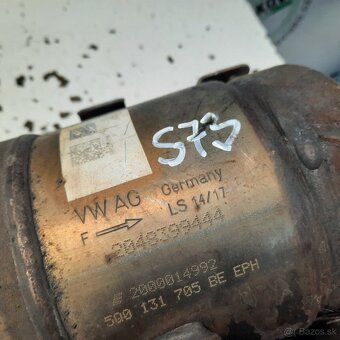 S73
VW AG
Germany
F
LS 14/17
2048399444
2000014992
5Q0 131 705 BE EPH
Bazos.sk